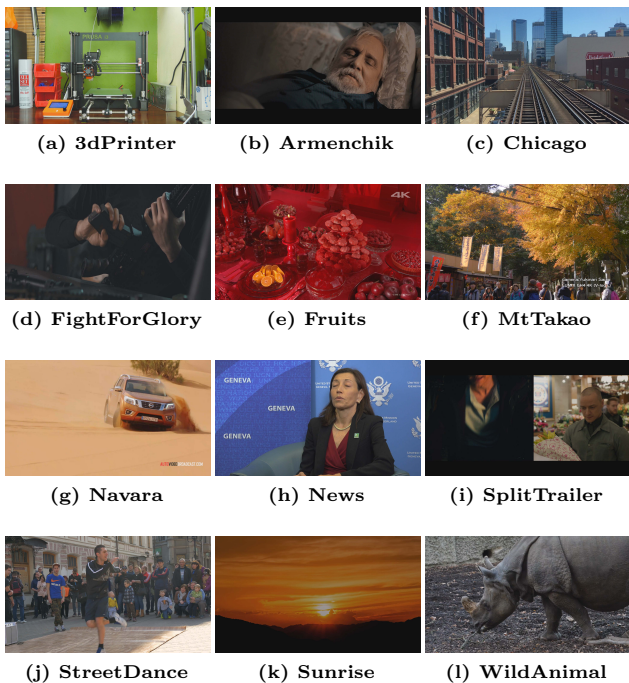 (a) 3dPrinter
(b) Armenchik
(c) Chicago
4K
(d) FightForGlory
(e) Fruits
(f) MtTakao
GENEVA
GENEVA
GENEVA
(g) Navara
(h) News
(i) SplitTrailer
(j) StreetDance
(k) Sunrise
(l) WildAnimal